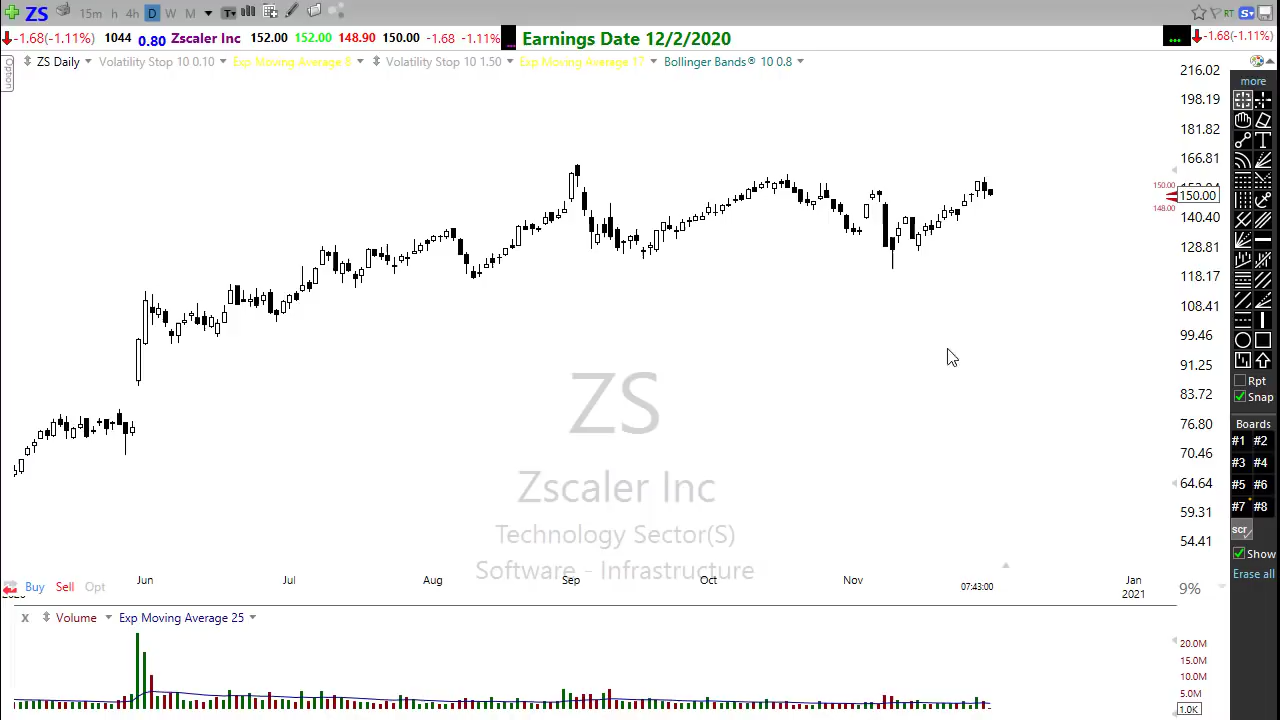 ZS 15m h 4h D W M T RT S
-1.68(-1.11%) 1044 0.80 Zscaler Inc 152.00 152.00 148.90 150.00 -1.68 -1.11% ... Earnings Date 12/2/2020 ... -1.68(-1.11%)
Option
ZS Daily Volatility Stop 10 0.10 Exp Moving Average 8 Volatility Stop 10 1.50 Exp Moving Average 17 Bollinger Bands® 10 0.8
216.02
198.19
181.82
166.81
150.00
150.00
148.00
140.40
128.81
118.17
108.41
99.46
91.25
83.72
76.80
70.46
64.64
59.31
54.41
9%
more
T
Rpt
Snap
Boards
#1 #2
#3 #4
#5 #6
#7 #8
scr
Show
Erase all
ZS
Zscaler Inc
Technology Sector(S)
Software - Infrastructure
Jun Jul Aug Sep Oct Nov Jan
07:43:00 2021
Buy Sell Opt
x Volume Exp Moving Average 25
20.0M
15.0M
10.0M
5.0M
1.0K